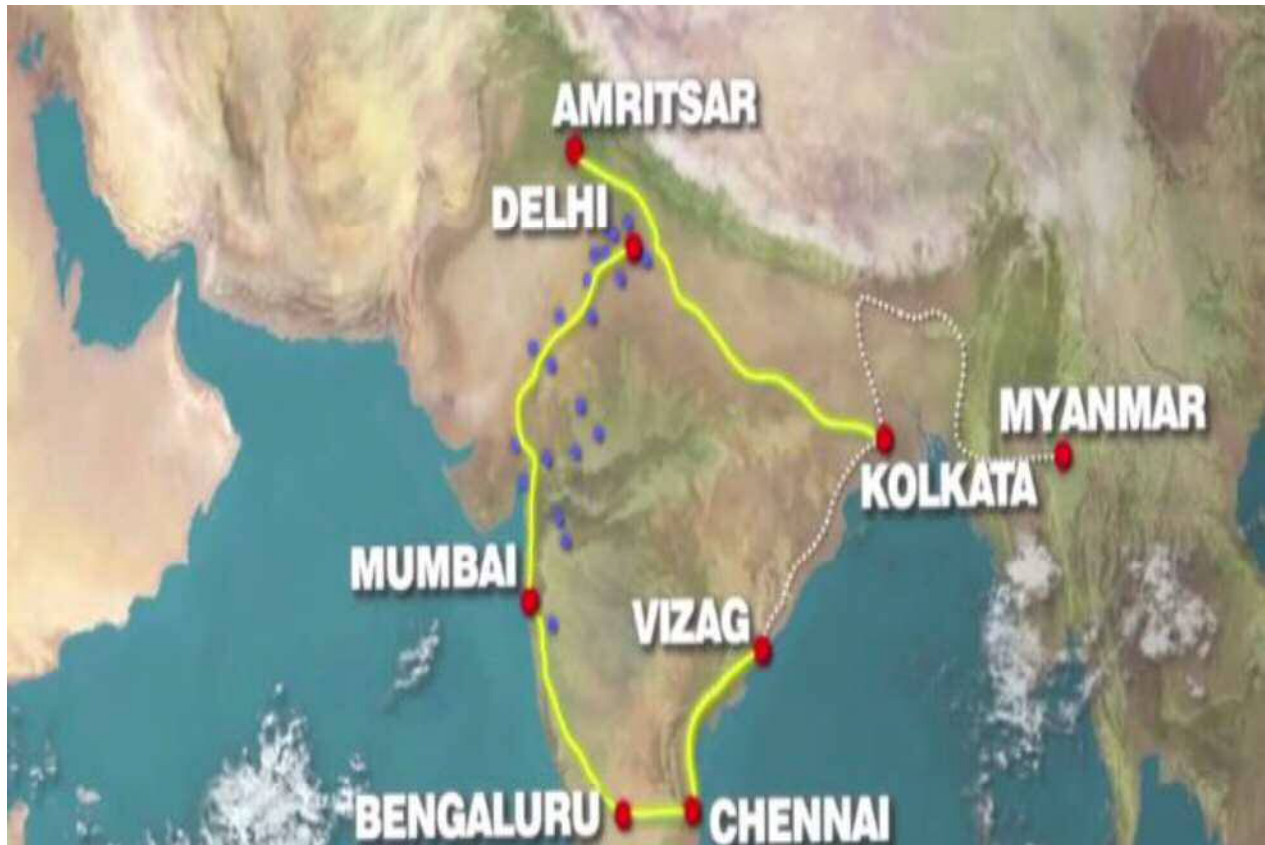 AMRITSAR
DELHI
MYANMAR
KOLKATA
MUMBAI
VIZAG
BENGALURU
CHENNAI